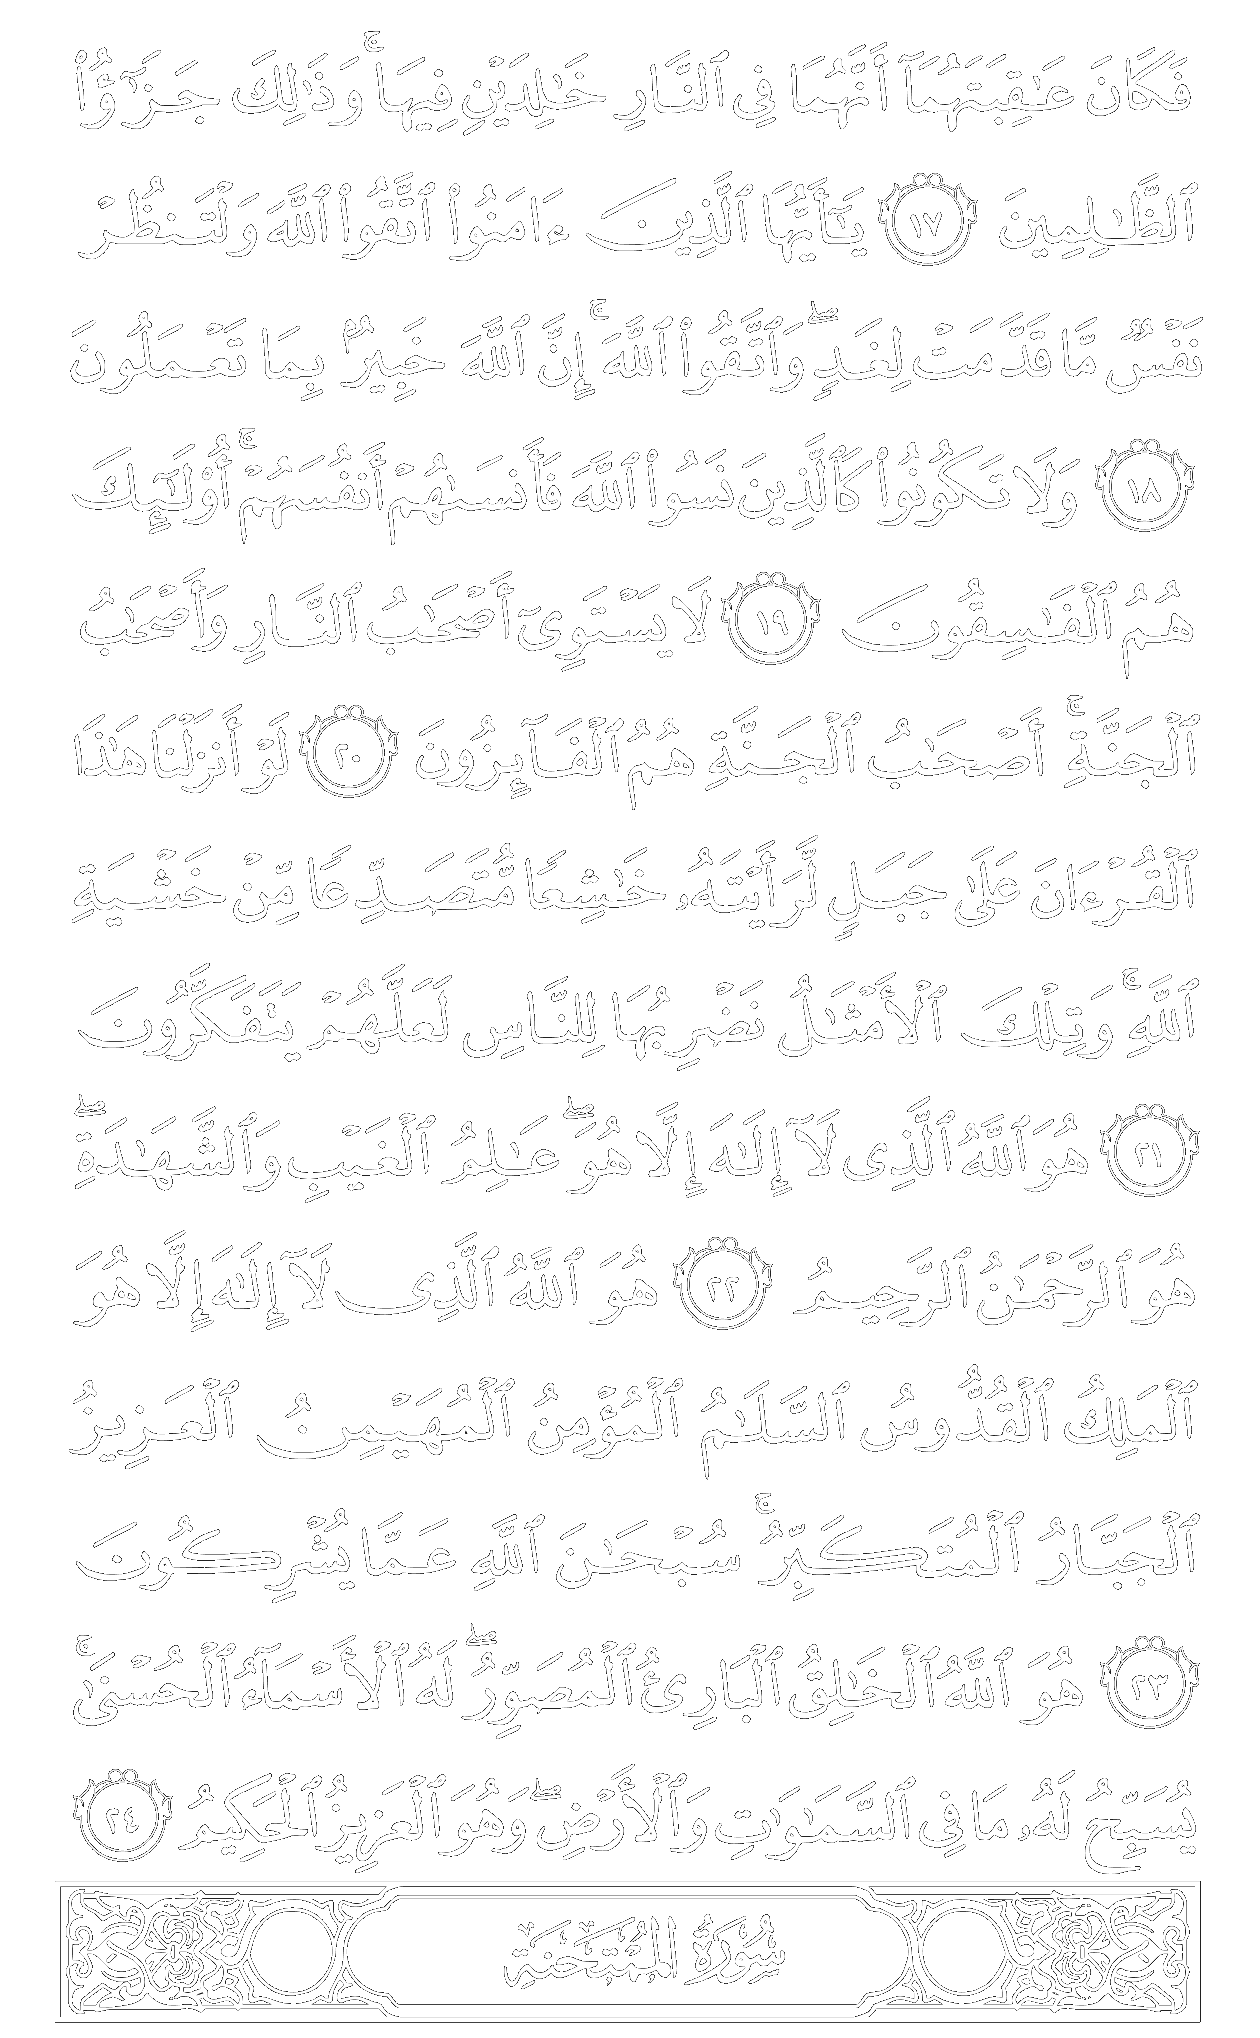 فَكَانَ عَٰقِبَتَهُمَآ أَنَّهُمَا فِى ٱلنَّارِ خَٰلِدَيْنِ فِيهَا ۚ وَذَٰلِكَ جَزَٰٓؤُا۟
ٱلظَّٰلِمِينَ ١٧ يَٰٓأَيُّهَا ٱلَّذِينَ ءَامَنُوا۟ ٱتَّقُوا۟ ٱللَّهَ وَلْتَنظُرْ
نَفْسٌ مَّا قَدَّمَتْ لِغَدٍ ۖ وَٱتَّقُوا۟ ٱللَّهَ ۚ إِنَّ ٱللَّهَ خَبِيرٌۢ بِمَا تَعْمَلُونَ
١٨ وَلَا تَكُونُوا۟ كَٱلَّذِينَ نَسُوا۟ ٱللَّهَ فَأَنسَىٰهُمْ أَنفُسَهُمْ ۚ أُو۟لَٰٓئِكَ
هُمُ ٱلْفَٰسِقُونَ ١٩ لَا يَسْتَوِىٓ أَصْحَٰبُ ٱلنَّارِ وَأَصْحَٰبُ
ٱلْجَنَّةِ ۚ أَصْحَٰبُ ٱلْجَنَّةِ هُمُ ٱلْفَآئِزُونَ ٢٠ لَوْ أَنزَلْنَا هَٰذَا
ٱلْقُرْءَانَ عَلَىٰ جَبَلٍ لَّرَأَيْتَهُۥ خَٰشِعًا مُّتَصَدِّعًا مِّنْ خَشْيَةِ
ٱللَّهِ ۚ وَتِلْكَ ٱلْأَمْثَٰلُ نَضْرِبُهَا لِلنَّاسِ لَعَلَّهُمْ يَتَفَكَّرُونَ
٢١ هُوَ ٱللَّهُ ٱلَّذِى لَآ إِلَٰهَ إِلَّا هُوَ ۖ عَٰلِمُ ٱلْغَيْبِ وَٱلشَّهَٰدَةِ ۖ
هُوَ ٱلرَّحْمَٰنُ ٱلرَّحِيمُ ٢٢ هُوَ ٱللَّهُ ٱلَّذِى لَآ إِلَٰهَ إِلَّا هُوَ
ٱلْمَلِكُ ٱلْقُدُّوسُ ٱلسَّلَٰمُ ٱلْمُؤْمِنُ ٱلْمُهَيْمِنُ ٱلْعَزِيزُ
ٱلْجَبَّارُ ٱلْمُتَكَبِّرُ ۚ سُبْحَٰنَ ٱللَّهِ عَمَّا يُشْرِكُونَ
٢٣ هُوَ ٱللَّهُ ٱلْخَٰلِقُ ٱلْبَارِئُ ٱلْمُصَوِّرُ ۖ لَهُ ٱلْأَسْمَآءُ ٱلْحُسْنَىٰ ۚ
يُسَبِّحُ لَهُۥ مَا فِى ٱلسَّمَٰوَٰتِ وَٱلْأَرْضِ ۖ وَهُوَ ٱلْعَزِيزُ ٱلْحَكِيمُ ٢٤
سُورَةُ المُمْتَحَنَةِ